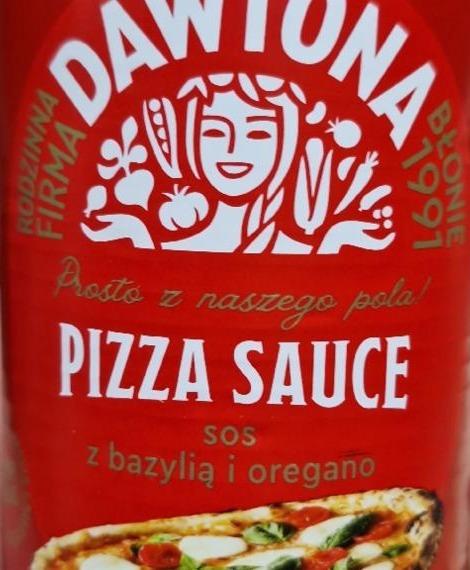 DAWTONA
RODZINNA
FIRMA
BŁONIE
1991
Prosto z naszego pola!
PIZZA SAUCE
sos
z bazylią i oregano